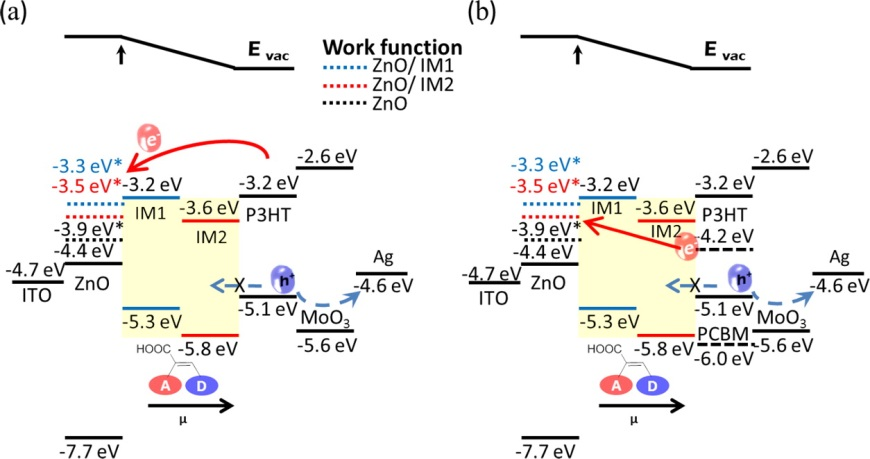 (a)
E vac
Work function
ZnO/ IM1
ZnO/ IM2
ZnO
e-
-3.3 eV*
-3.5 eV*
-3.2 eV
-3.6 eV
-3.2 eV
-2.6 eV
IM1
IM2
P3HT
-3.9 eV*
-4.4 eV
-4.7 eV
ITO
ZnO
X
h+
Ag
-4.6 eV
-5.1 eV
-5.3 eV
MoO3
-5.6 eV
-5.8 eV
HOOC
A
D
μ
-7.7 eV
(b)
E vac
-3.3 eV*
-3.5 eV*
-3.2 eV
-3.6 eV
-3.2 eV
-2.6 eV
IM1
IM2
P3HT
-3.9 eV*
e-
-4.2 eV
-4.4 eV
-4.7 eV
ITO
ZnO
X
h+
Ag
-4.6 eV
-5.1 eV
-5.3 eV
PCBM
MoO3
-5.6 eV
-5.8 eV
-6.0 eV
HOOC
A
D
μ
-7.7 eV